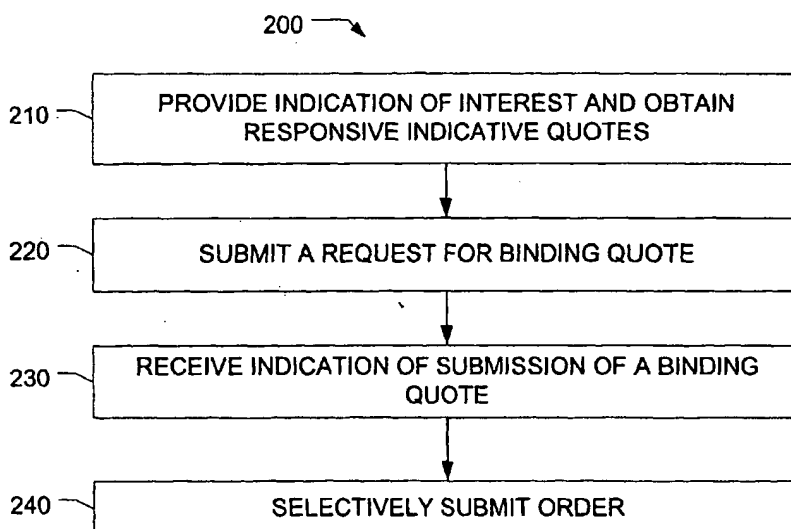 200
210
PROVIDE INDICATION OF INTEREST AND OBTAIN
RESPONSIVE INDICATIVE QUOTES
220
SUBMIT A REQUEST FOR BINDING QUOTE
230
RECEIVE INDICATION OF SUBMISSION OF A BINDING
QUOTE
240
SELECTIVELY SUBMIT ORDER